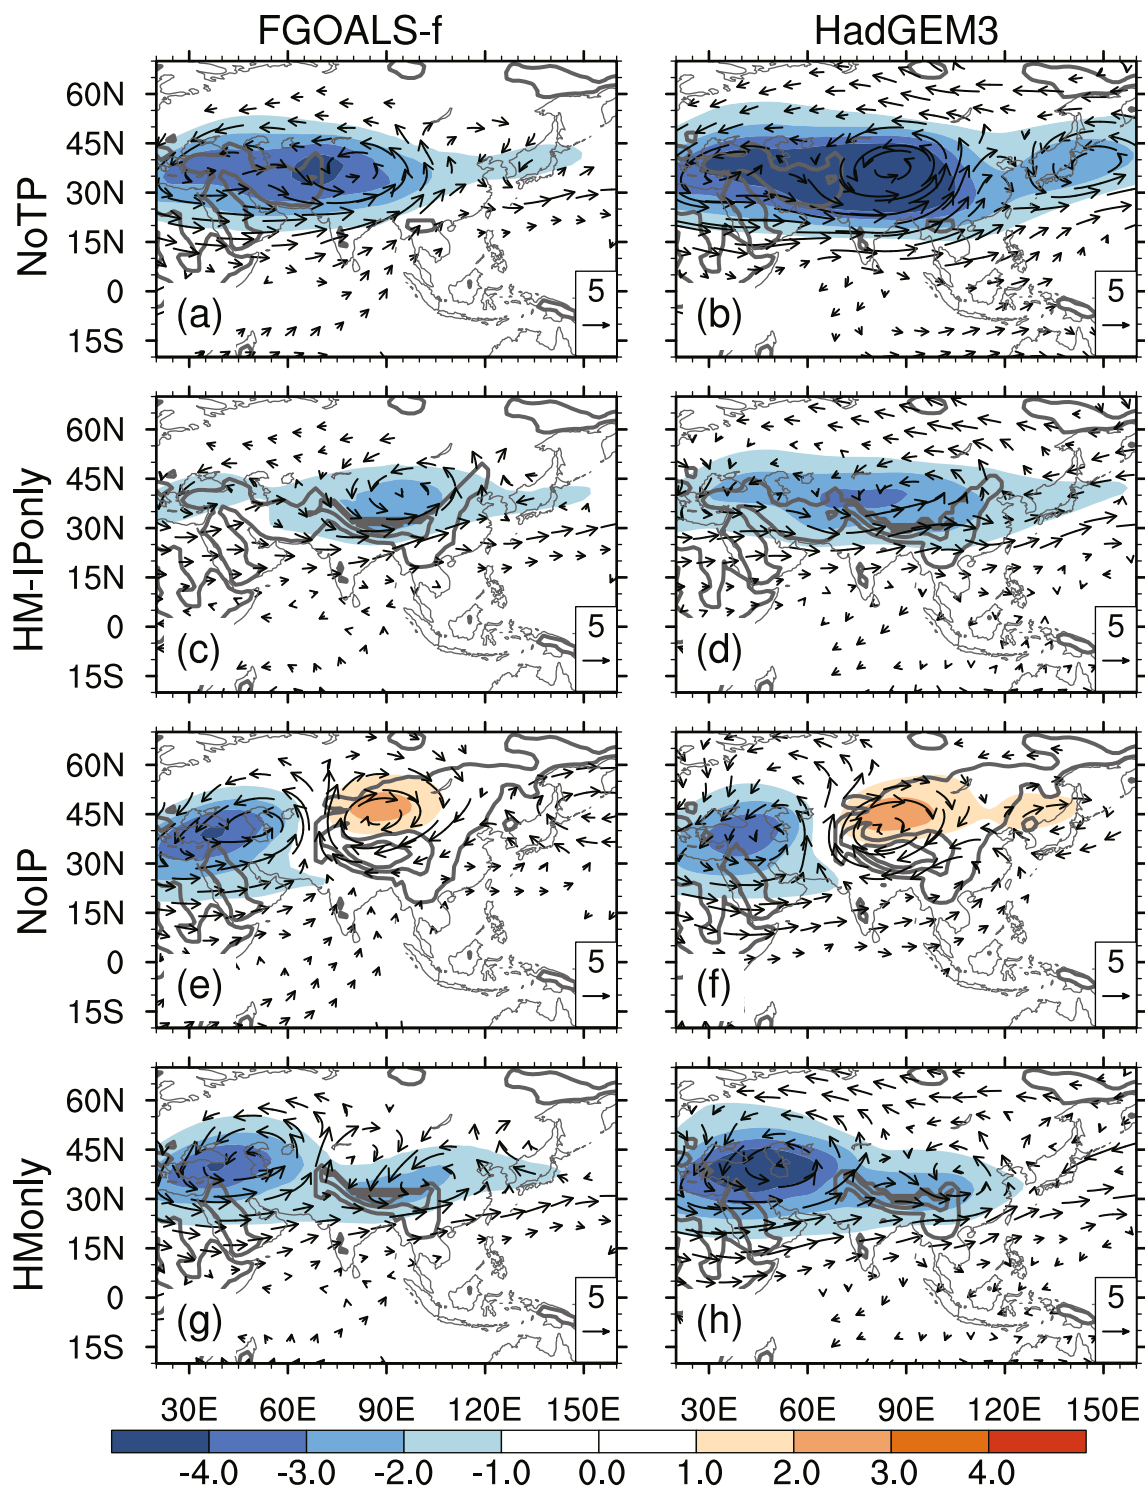 FGOALS-f HadGEM3
NoTP
60N
45N
30N
15N
0
15S
(a) 5
(b) 5
HM-IPonly
60N
45N
30N
15N
0
15S
(c) 5
(d) 5
NoIP
60N
45N
30N
15N
0
15S
(e) 5
(f) 5
HMonly
60N
45N
30N
15N
0
15S
(g) 5
(h) 5
30E 60E 90E 120E 150E 30E 60E 90E 120E 150E
-4.0 -3.0 -2.0 -1.0 0.0 1.0 2.0 3.0 4.0